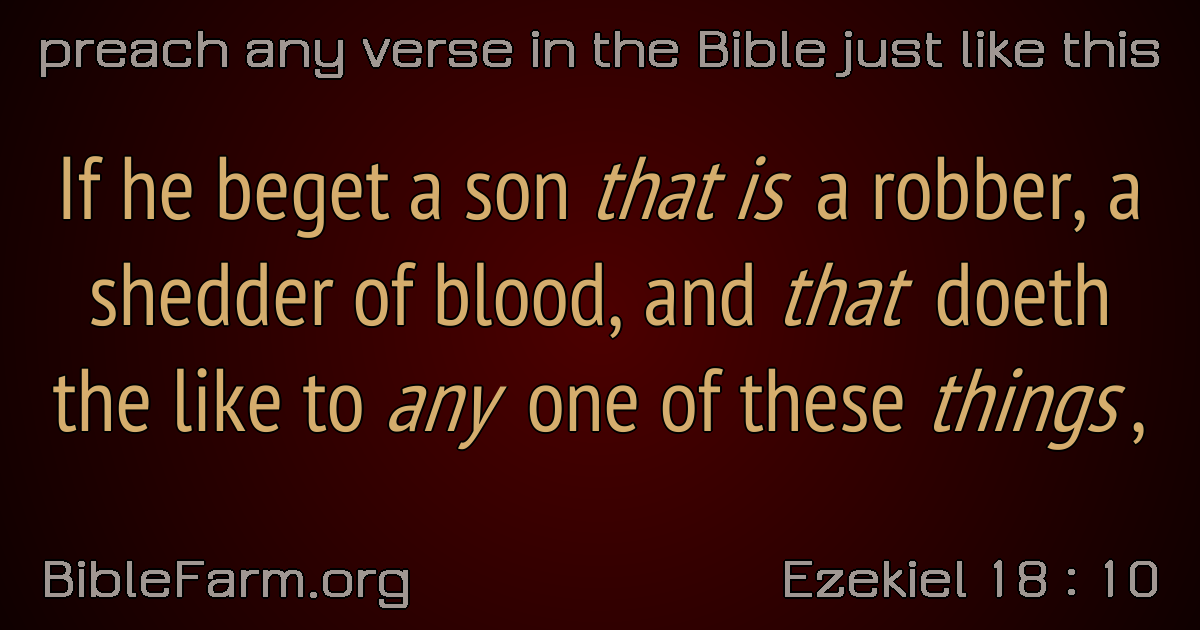 preach any verse in the Bible just like this
If he beget a son that is a robber, a
shedder of blood, and that doeth
the like to any one of these things,
BibleFarm.org
Ezekiel 18 : 10